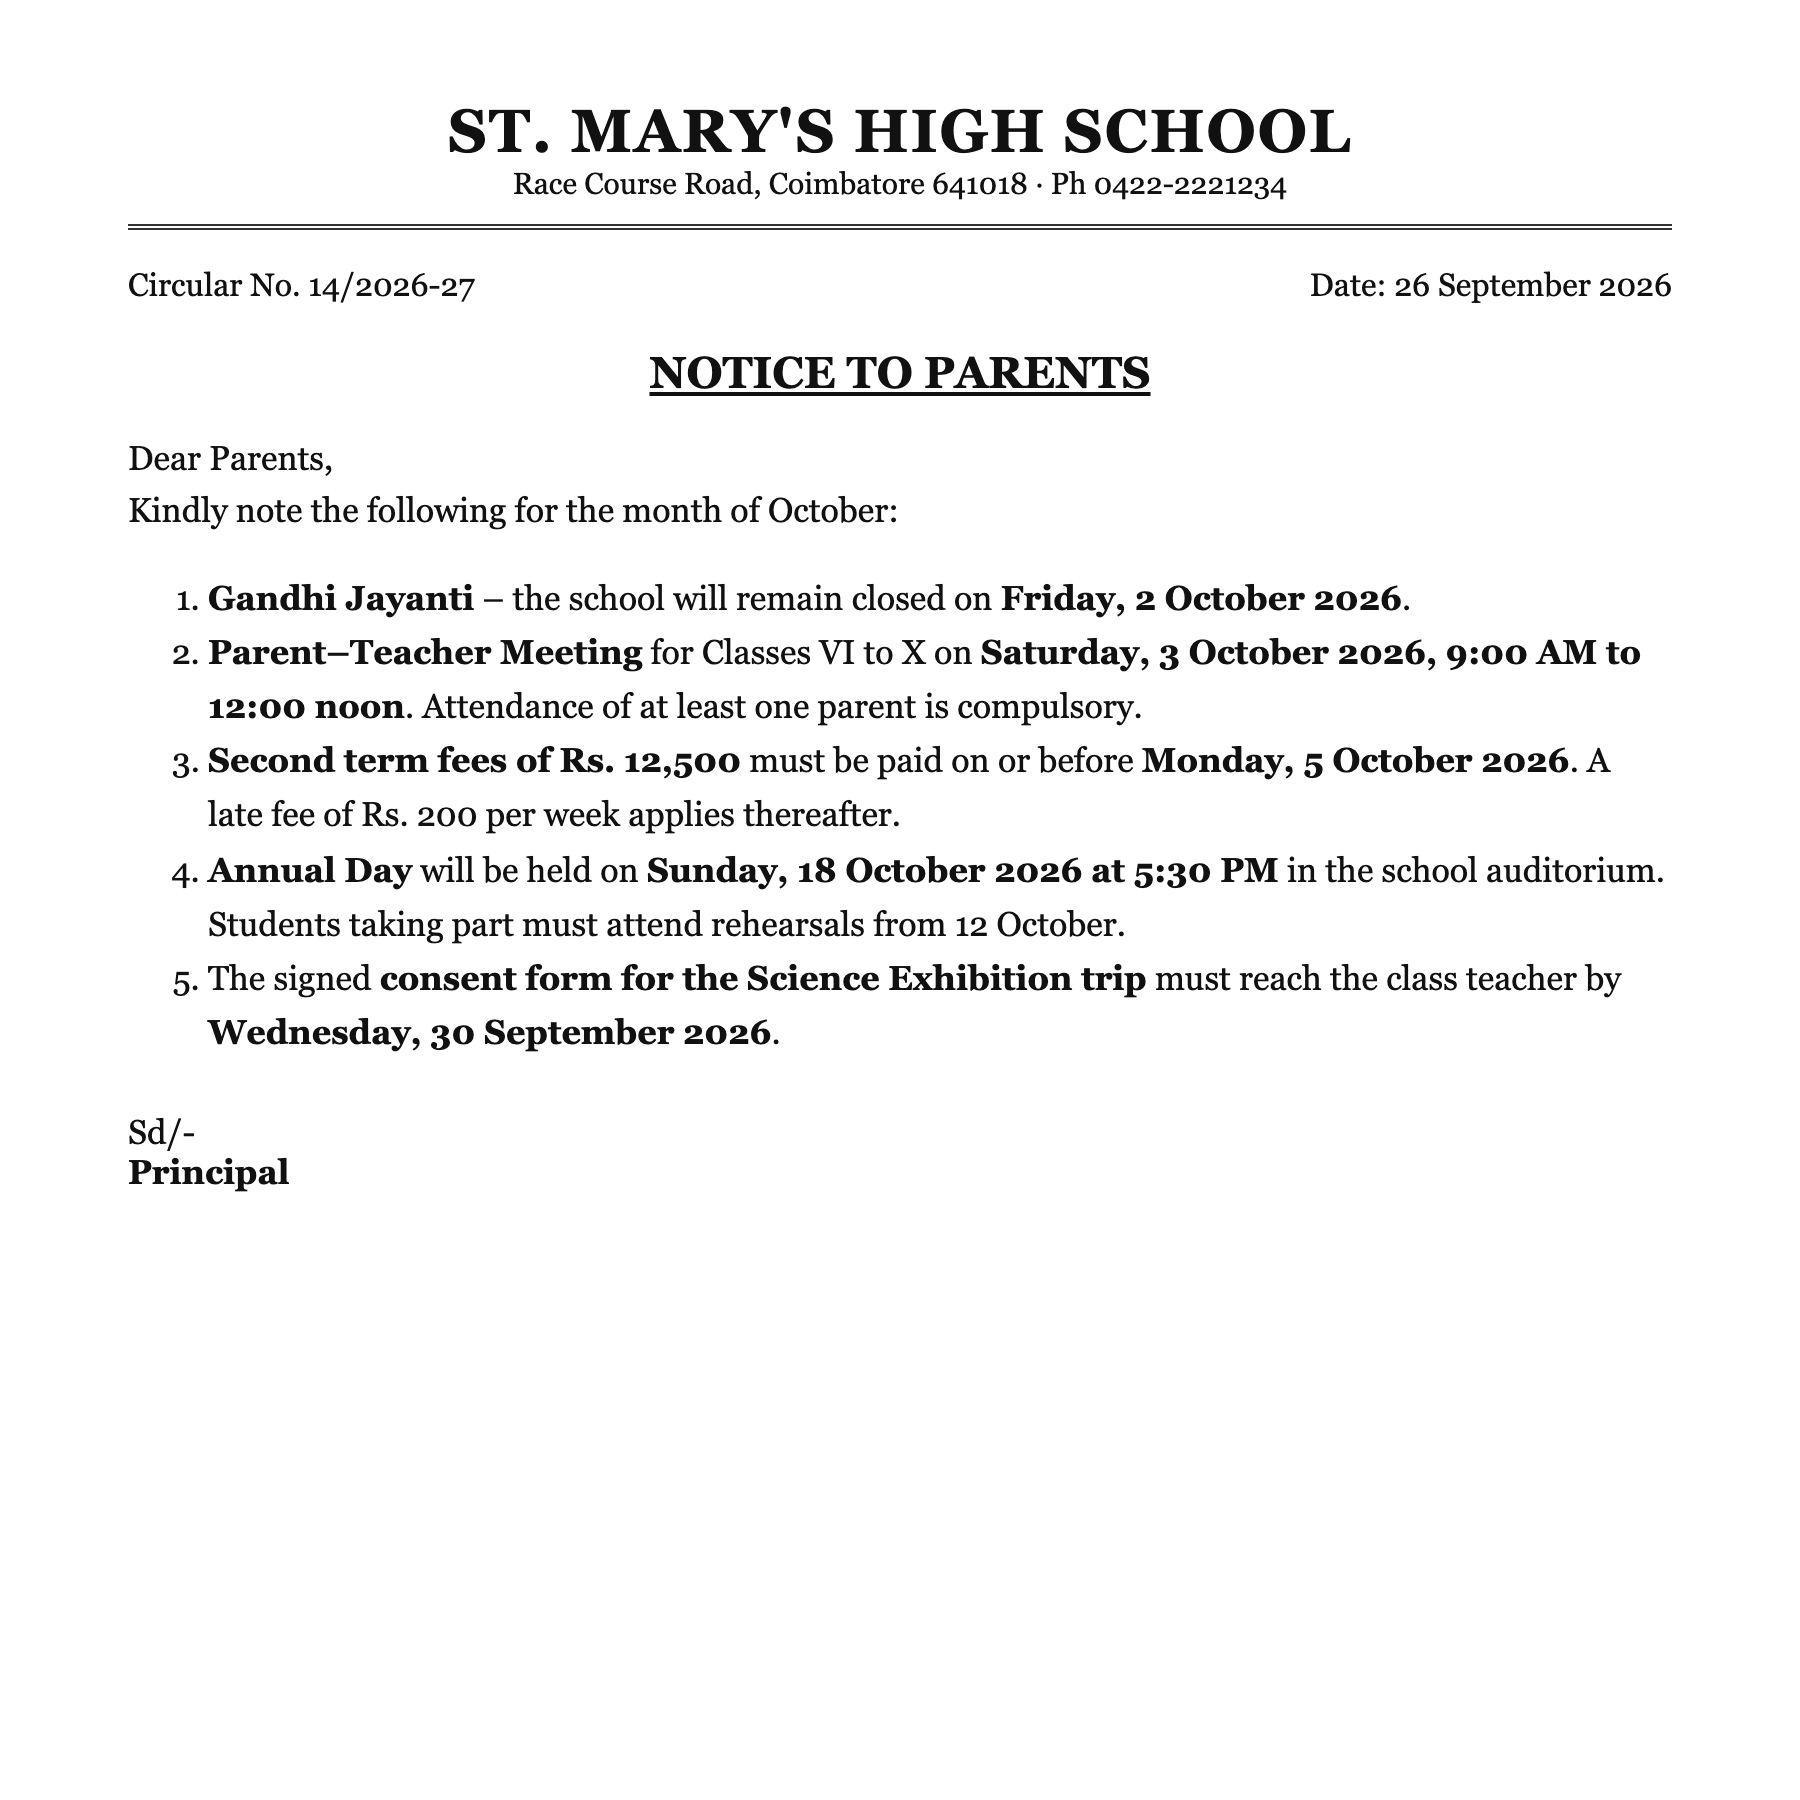 ST. MARY'S HIGH SCHOOL
Race Course Road, Coimbatore 641018 · Ph 0422-2221234
Circular No. 14/2026-27 Date: 26 September 2026
NOTICE TO PARENTS
Dear Parents,
Kindly note the following for the month of October:
1. Gandhi Jayanti – the school will remain closed on Friday, 2 October 2026.
2. Parent–Teacher Meeting for Classes VI to X on Saturday, 3 October 2026, 9:00 AM to
12:00 noon. Attendance of at least one parent is compulsory.
3. Second term fees of Rs. 12,500 must be paid on or before Monday, 5 October 2026. A
late fee of Rs. 200 per week applies thereafter.
4. Annual Day will be held on Sunday, 18 October 2026 at 5:30 PM in the school auditorium.
Students taking part must attend rehearsals from 12 October.
5. The signed consent form for the Science Exhibition trip must reach the class teacher by
Wednesday, 30 September 2026.
Sd/-
Principal